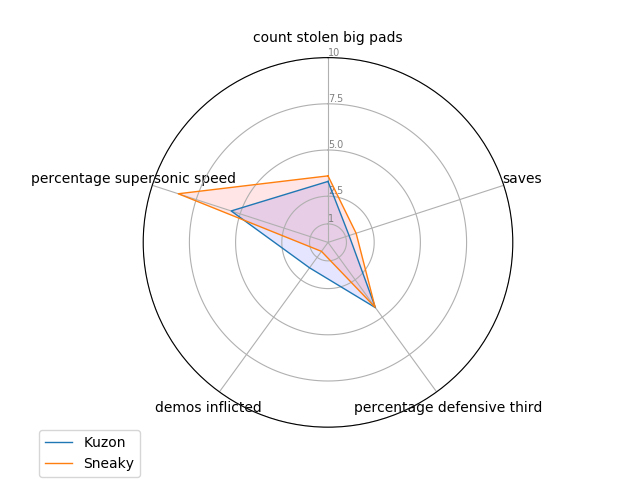 count stolen big pads
10
7.5
percentage supersonic speed
saves
5.0
2.5
1
demos inflicted
percentage defensive third
Kuzon
Sneaky